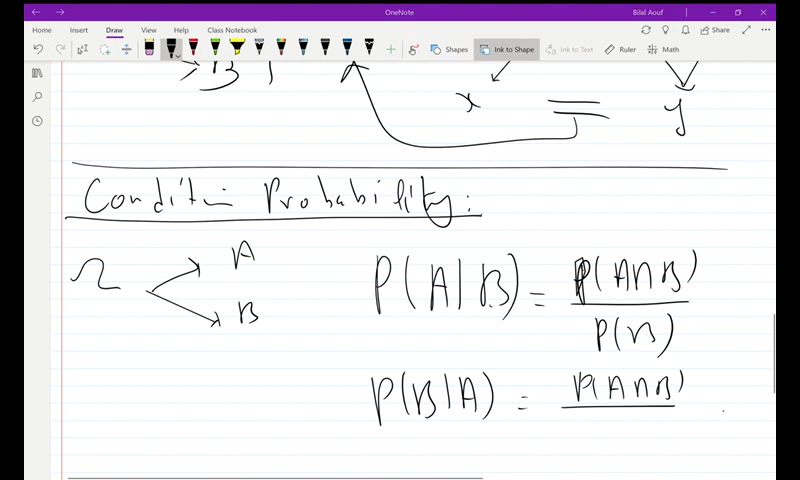 OneNote
Bilal Aouf
Home Insert Draw View Help Class Notebook
Share
Shapes Ink to Shape Ink to Text Ruler Math
B
x = y
Conditi Probability:
Ω A
B
P(A|B) = P(A∩B)
P(B)
P(B|A) = P(A∩B)